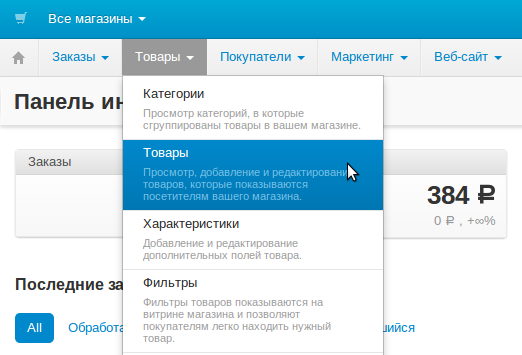 Все магазины
Заказы Товары Покупатели Маркетинг Веб-сайт
Панель ин
Категории
Просмотр категорий, в которые
сгруппированы товары в вашем магазине.
Заказы
Товары
Просмотр, добавление и редактирование
товаров, которые показываются
посетителям вашего магазина.
384 ₽
0 ₽ , +∞%
Характеристики
Добавление и редактирование
дополнительных полей товара.
Последние за
Фильтры
Фильтры товаров показываются на
витрине магазина и позволяют
покупателям легко находить нужный
товар.
All Обработа шийся